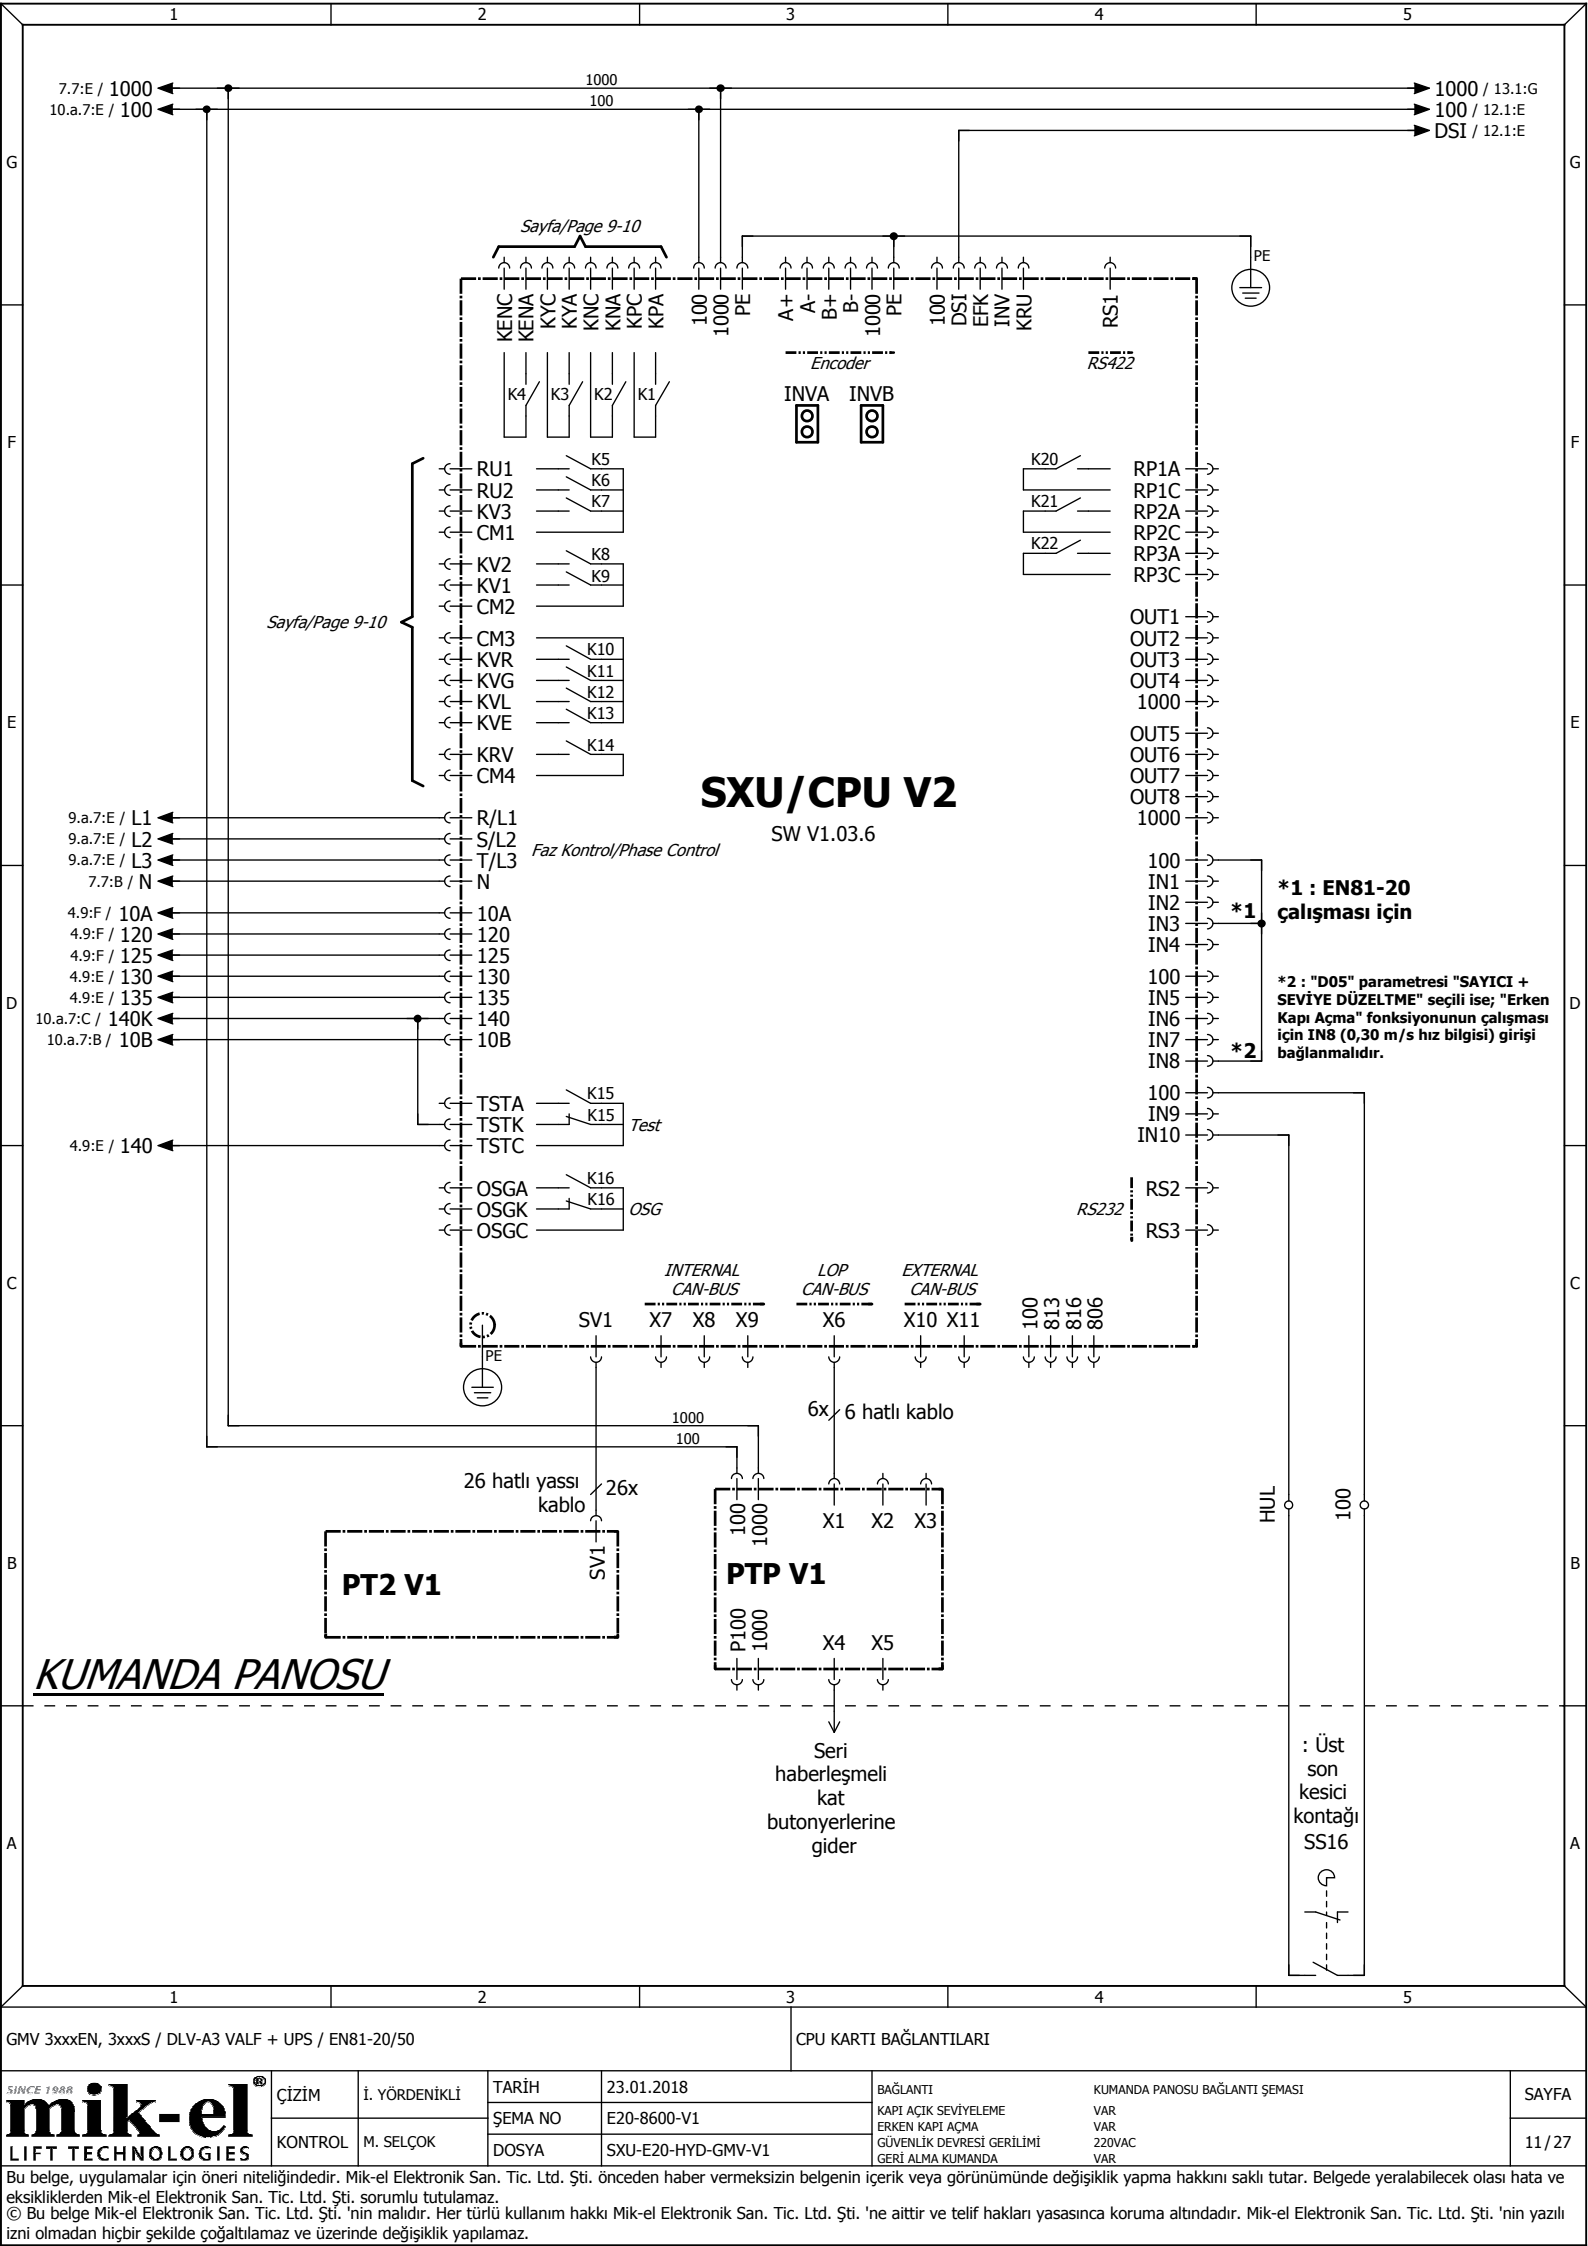 1 2 3 4 5
7.7:E / 1000 1000 1000 / 13.1:G
10.a.7:E / 100 100 100 / 12.1:E
DSI / 12.1:E
G G
Sayfa/Page 9-10
PE
KENC KENA KYC KYA KNC KNA KPC KPA 100 1000 PE A+ A- B+ B- 1000 PE 100 DSI EFK INV KRU RS1
Encoder RS422
K4 K3 K2 K1 INVA INVB
F F
RU1 K5 K20 RP1A
RU2 K6 RP1C
KV3 K7 K21 RP2A
CM1 RP2C
KV2 K8 K22 RP3A
KV1 K9 RP3C
CM2
Sayfa/Page 9-10
OUT1
CM3 OUT2
KVR K10 OUT3
KVG K11 OUT4
KVL K12 1000
KVE K13
E E
OUT5
KRV K14 OUT6
CM4 OUT7
SXU/CPU V2
OUT8
9.a.7:E / L1 R/L1 1000
SW V1.03.6
9.a.7:E / L2 S/L2
Faz Kontrol/Phase Control
9.a.7:E / L3 T/L3 100
7.7:B / N N IN1
4.9:F / 10A 10A IN2
4.9:F / 120 120 IN3
4.9:F / 125 125 IN4
*1
*1 : EN81-20
çalışması için
4.9:E / 130 130 100
4.9:E / 135 135 IN5
10.a.7:C / 140K 140 IN6
10.a.7:B / 10B 10B IN7
IN8
*2
*2 : "D05" parametresi "SAYICI +
SEVİYE DÜZELTME" seçili ise; "Erken
Kapı Açma" fonksiyonunun çalışması
için IN8 (0,30 m/s hız bilgisi) girişi
bağlanmalıdır.
D D
TSTA K15 100
TSTK K15 Test IN9
4.9:E / 140 TSTC IN10
OSGA K16 RS2
OSGK K16 OSG RS232
OSGC RS3
C C
INTERNAL
CAN-BUS
LOP
CAN-BUS
EXTERNAL
CAN-BUS
SV1 X7 X8 X9 X6 X10 X11 100 813 816 806
PE
6x 6 hatlı kablo
1000
100
26 hatlı yassı
kablo
26x
HUL 100
100 1000 X1 X2 X3
SV1
B B
PT2 V1
PTP V1
P100 1000 X4 X5
KUMANDA PANOSU
Seri
haberleşmeli
kat
butonyerlerine
gider
: Üst
son
kesici
kontağı
SS16
A A
1 2 3 4 5
GMV 3xxxEN, 3xxxS / DLV-A3 VALF + UPS / EN81-20/50 CPU KARTI BAĞLANTILARI
SINCE 1988
mik-el®
LIFT TECHNOLOGIES
ÇİZİM İ. YÖRDENİKLİ
KONTROL M. SELÇOK
TARİH 23.01.2018
ŞEMA NO E20-8600-V1
DOSYA SXU-E20-HYD-GMV-V1
BAĞLANTI KUMANDA PANOSU BAĞLANTI ŞEMASI
KAPI AÇIK SEVİYELEME VAR
ERKEN KAPI AÇMA VAR
GÜVENLİK DEVRESİ GERİLİMİ 220VAC
GERİ ALMA KUMANDA VAR
SAYFA
11/27
Bu belge, uygulamalar için öneri niteliğindedir. Mik-el Elektronik San. Tic. Ltd. Şti. önceden haber vermeksizin belgenin içerik veya görünümünde değişiklik yapma hakkını saklı tutar. Belgede yeralabilecek olası hata ve
eksikliklerden Mik-el Elektronik San. Tic. Ltd. Şti. sorumlu tutulamaz.
© Bu belge Mik-el Elektronik San. Tic. Ltd. Şti. 'nin malıdır. Her türlü kullanım hakkı Mik-el Elektronik San. Tic. Ltd. Şti. 'ne aittir ve telif hakları yasasınca koruma altındadır. Mik-el Elektronik San. Tic. Ltd. Şti. 'nin yazılı
izni olmadan hiçbir şekilde çoğaltılamaz ve üzerinde değişiklik yapılamaz.